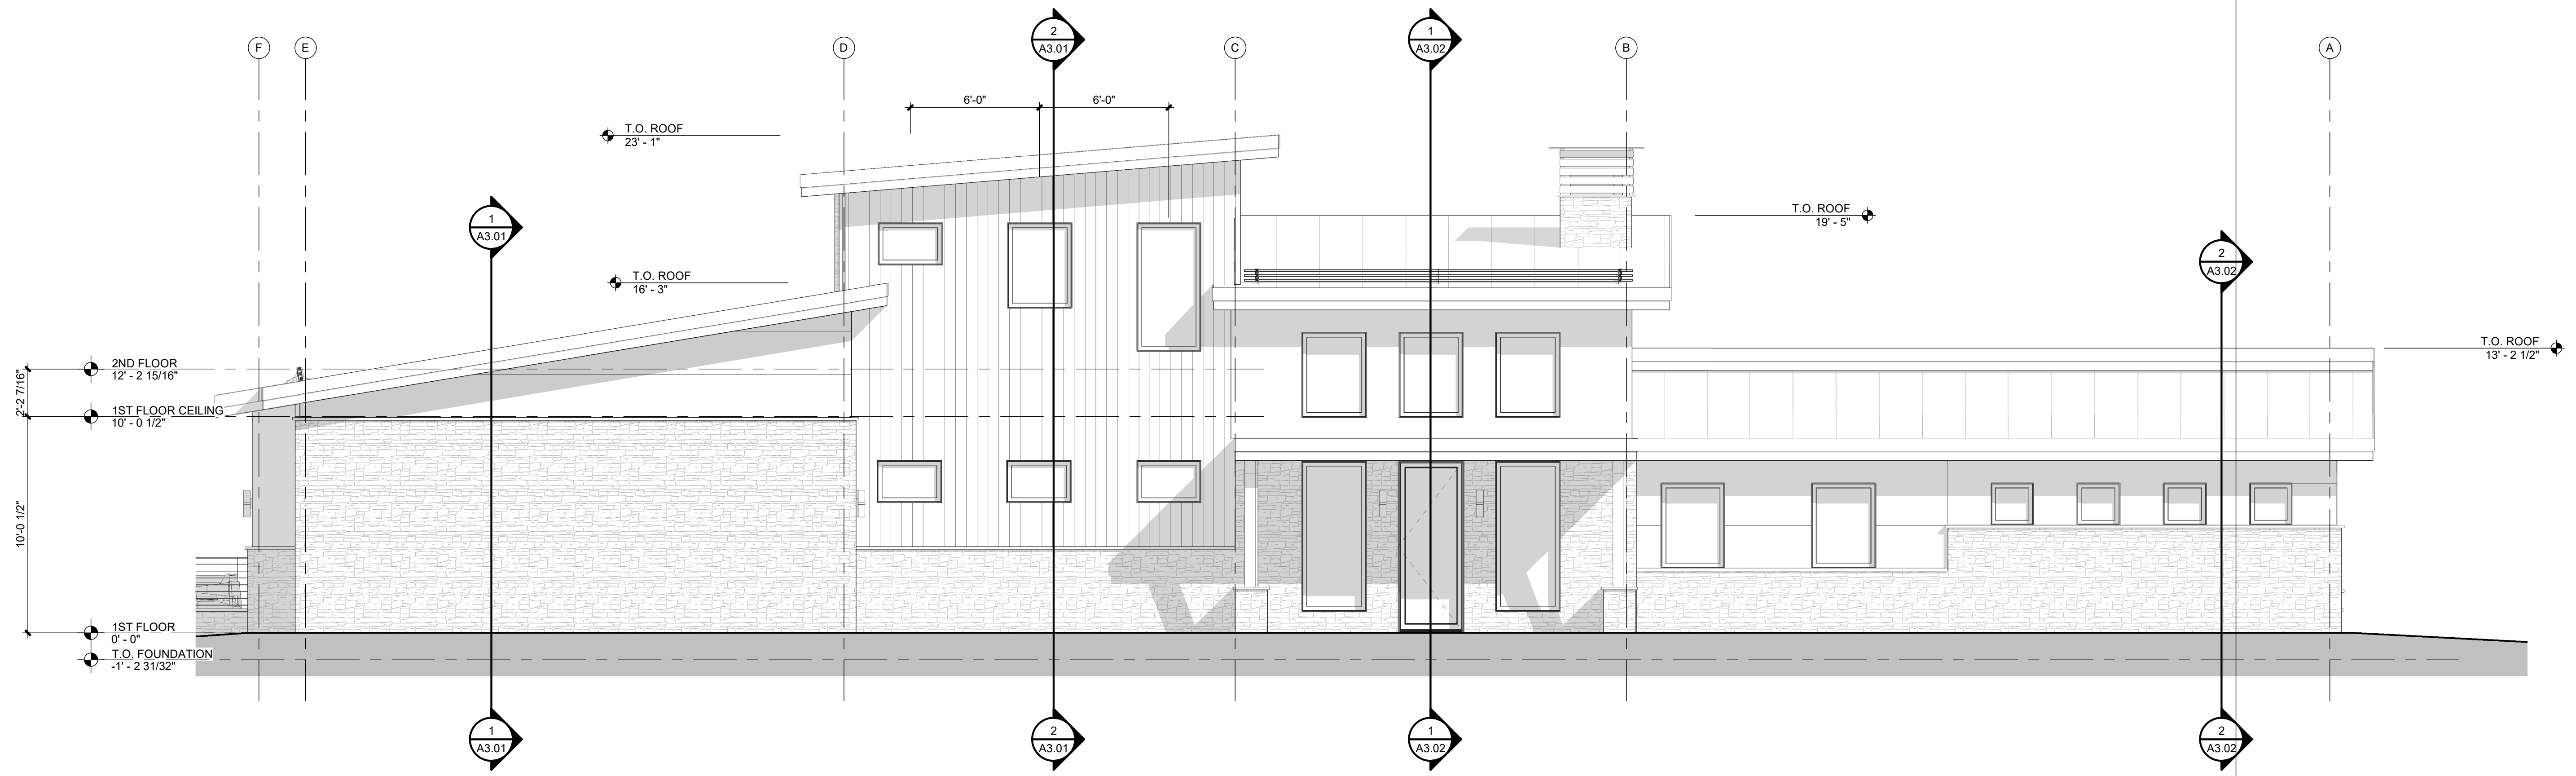 F
E
D
2
A3.01
C
1
A3.02
B
A
6'-0"
6'-0"
T.O. ROOF
23' - 1"
1
A3.01
T.O. ROOF
19' - 5"
2
A3.02
T.O. ROOF
16' - 3"
T.O. ROOF
13' - 2 1/2"
2ND FLOOR
12' - 2 15/16"
2'-2 7/16"
1ST FLOOR CEILING
10' - 0 1/2"
10'-0 1/2"
1ST FLOOR
0' - 0"
T.O. FOUNDATION
-1' - 2 31/32"
1
A3.01
2
A3.01
1
A3.02
2
A3.02